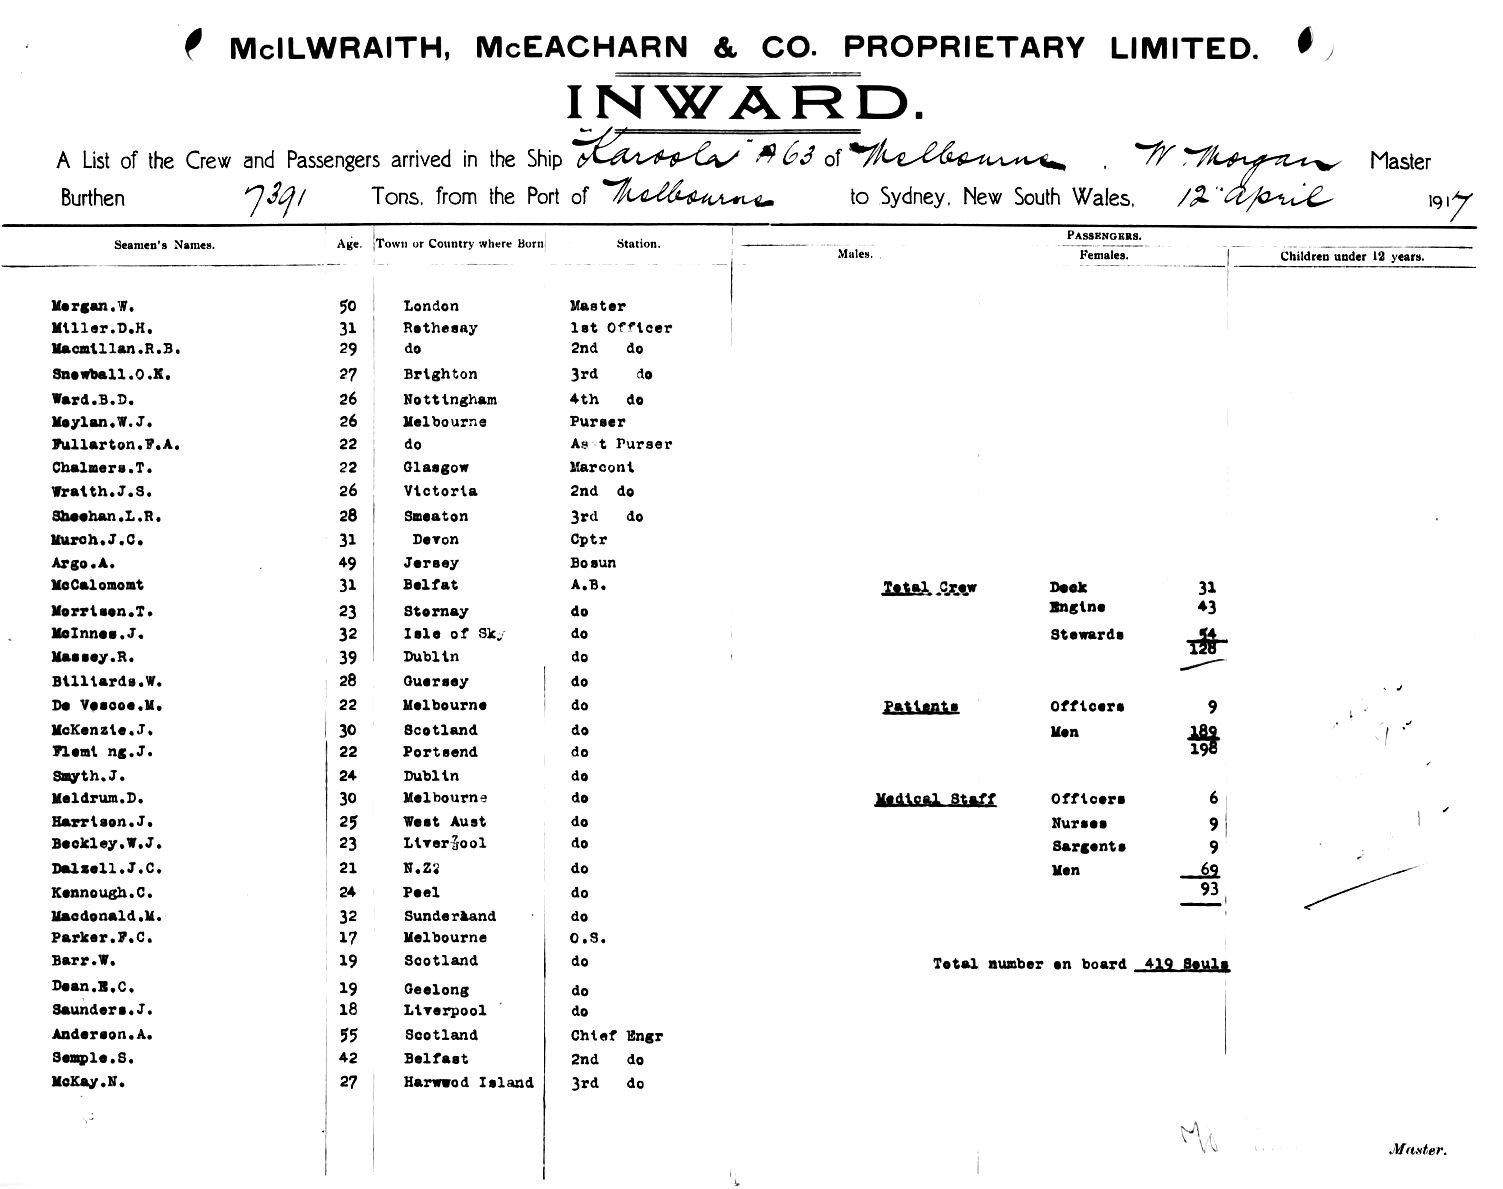 McILWRAITH, McEACHARN & CO. PROPRIETARY LIMITED.
INWARD.
A List of the Crew and Passengers arrived in the Ship "Karoola" A63 of Melbourne, W. Morgan Master
Burthen 7391 Tons, from the Port of Melbourne to Sydney, New South Wales, 12" April 1917
Seamen's Names. Age. Town or Country where Born Station. PASSENGERS.
Males. Females. Children under 12 years.
Morgan.W. 50 London Master
Miller.D.H. 31 Rothesay 1st Officer
Macmillan.R.B. 29 do 2nd do
Snowball.O.K. 27 Brighton 3rd do
Ward.B.D. 26 Nottingham 4th do
Moylan.W.J. 26 Melbourne Purser
Fullarton.F.A. 22 do As t Purser
Chalmers.T. 22 Glasgow Marconi
Wraith.J.S. 26 Victoria 2nd do
Sheehan.L.R. 28 Smeaton 3rd do
Murch.J.C. 31 Devon Cptr
Argo.A. 49 Jersey Bosun
McCalomont 31 Belfat A.B. Total Crew Deck 31
Morrison.T. 23 Stornay do Engine 43
McInnes.J. 32 Isle of Sky do Stewards 54
128
Massey.R. 39 Dublin do
Billiards.W. 28 Guersey do
De Vescoe.M. 22 Melbourne do Patients Officers 9
McKenzie.J. 30 Scotland do Men 189
Flemi ng.J. 22 Portsend do 198
Smyth.J. 24 Dublin do
Meldrum.D. 30 Melbourne do Medical Staff Officers 6
Harrison.J. 25 West Aust do Nurses 9
Beckley.W.J. 23 Liverpool do Sargents 9
Dalzell.J.C. 21 N.Z. do Men 69
Kennough.C. 24 Peel do 93
Macdonald.M. 32 Sunderland do
Parker.F.C. 17 Melbourne O.S.
Barr.W. 19 Scotland do Total number on board 419 Souls
Dean.E.C. 19 Geelong do
Saunders.J. 18 Liverpool do
Anderson.A. 55 Scotland Chief Engr
Semple.S. 42 Belfast 2nd do
McKay.N. 27 Harwwod Island 3rd do
Master.